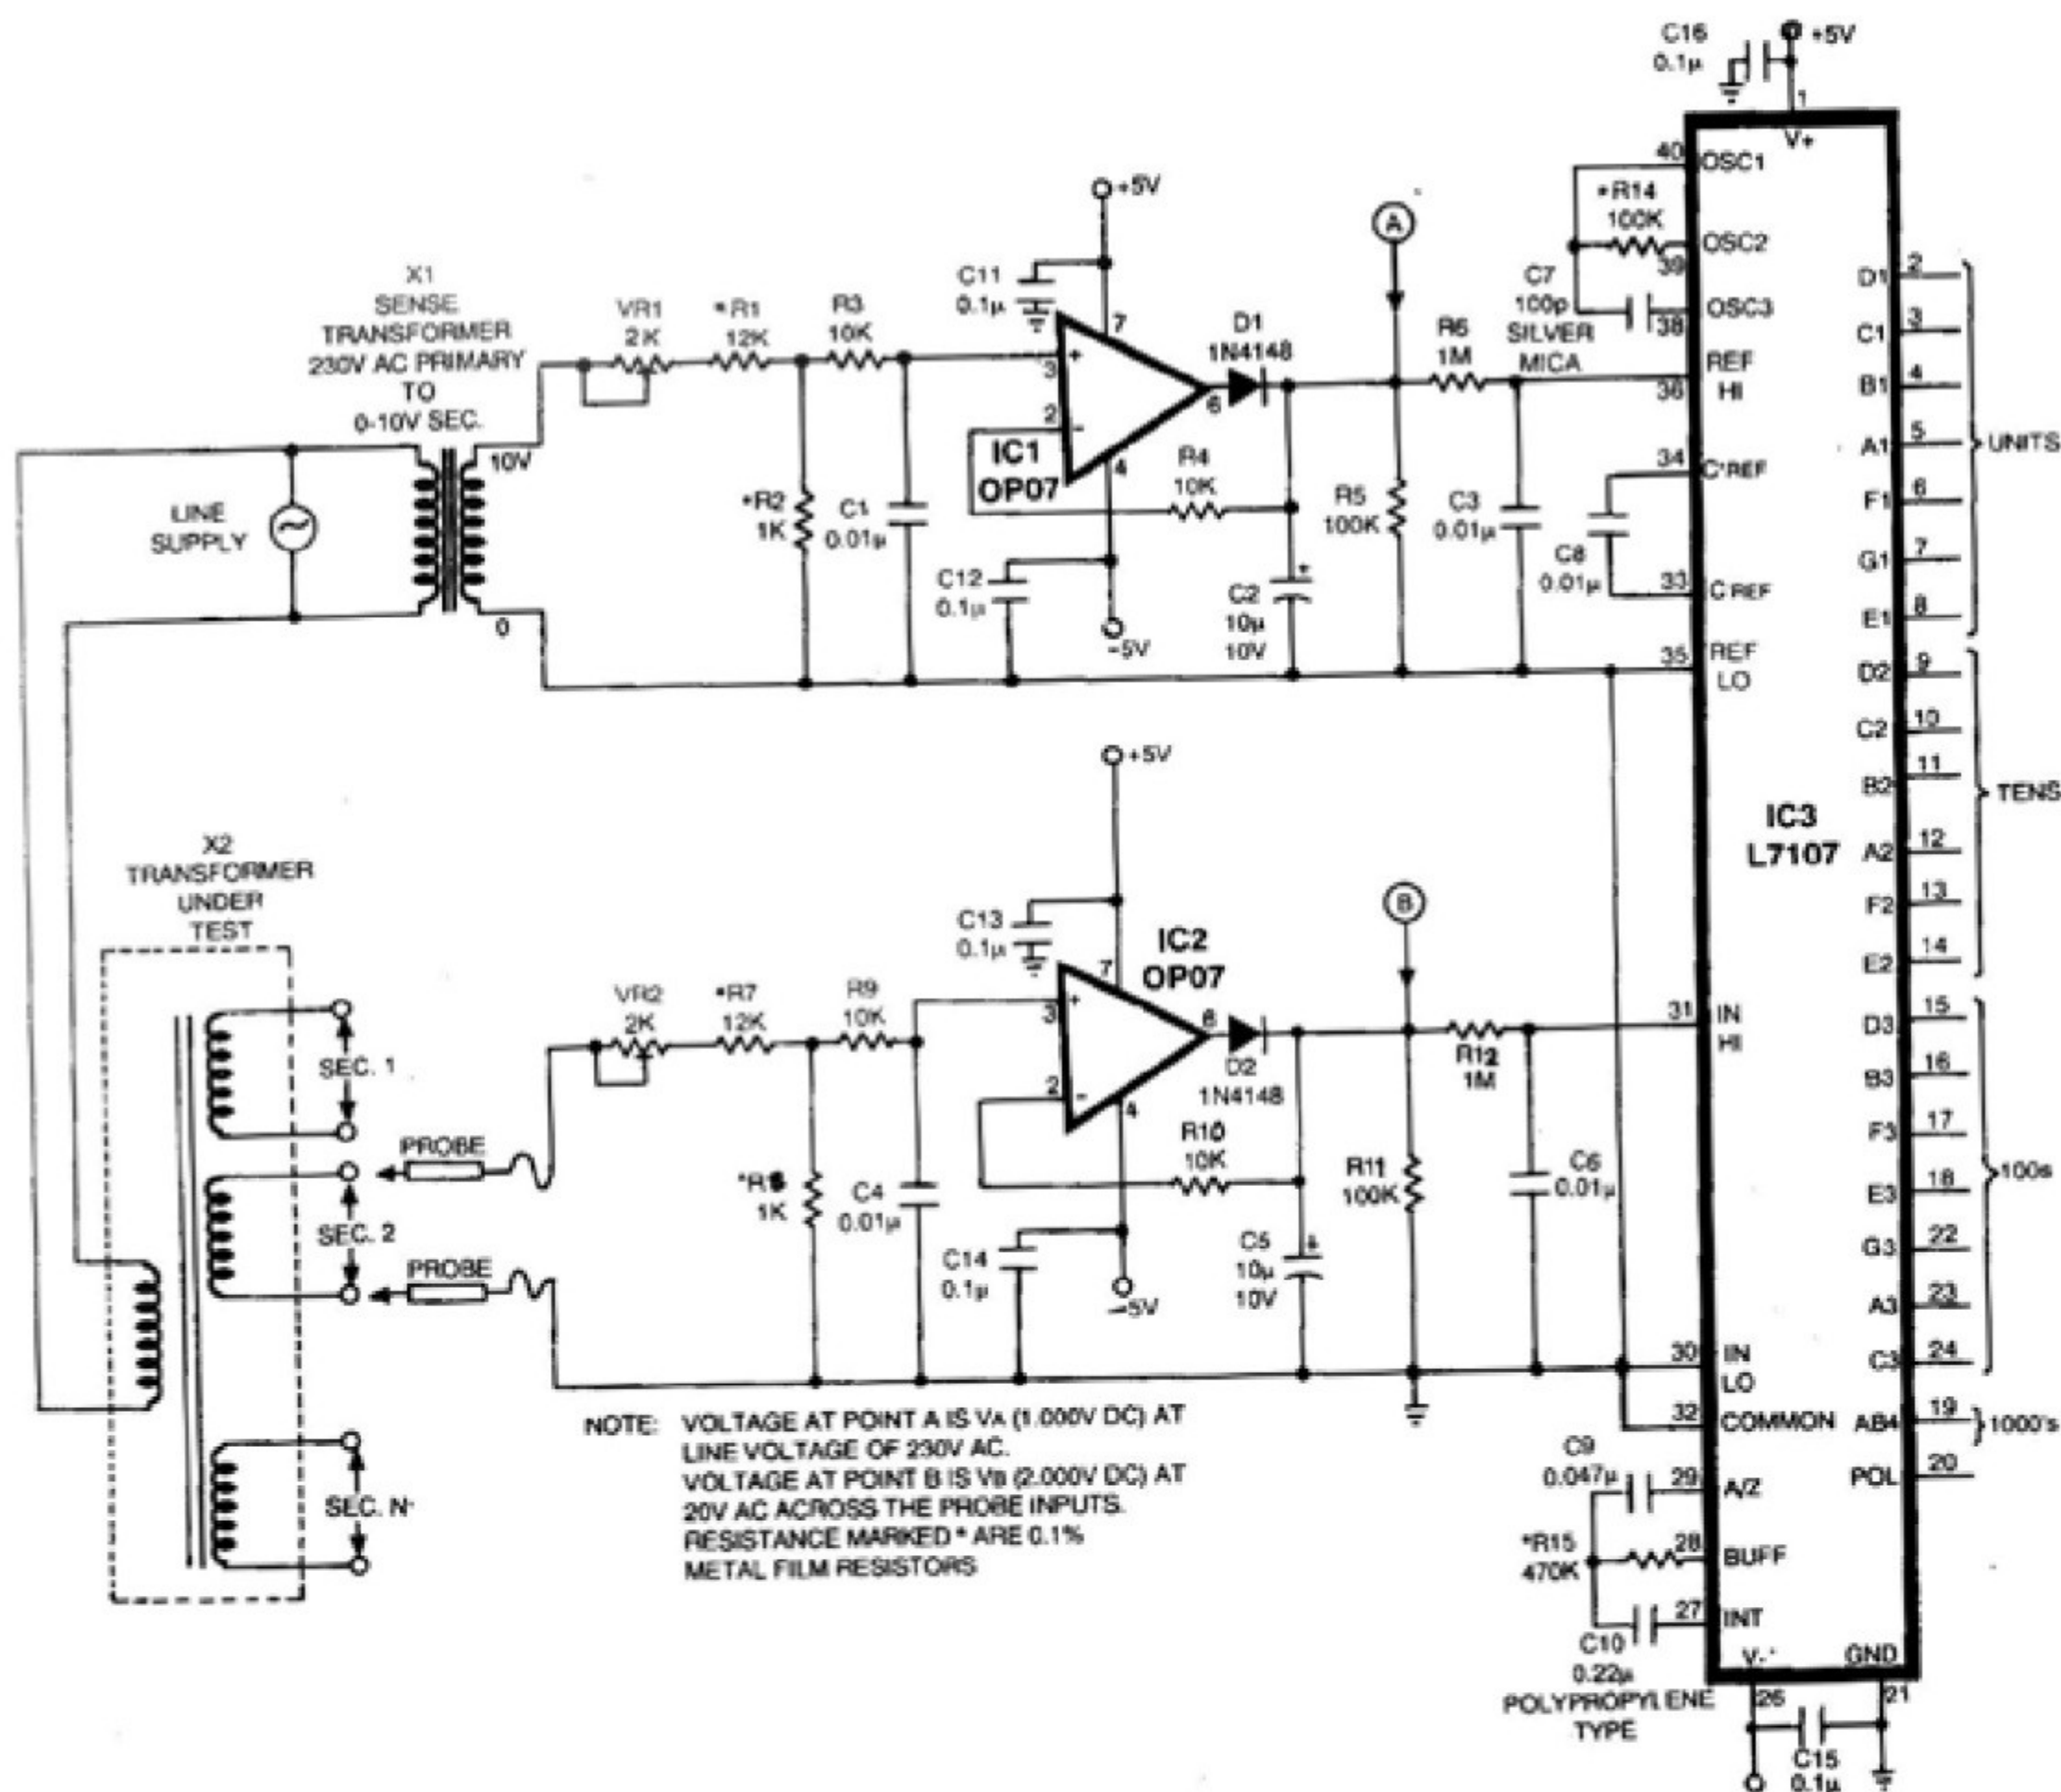 C16
0.1µ
+5V
1
V+
40
OSC1
*R14
100K
OSC2
39
C7
100p
SILVER
MICA
OSC3
38
REF
HI
36
34
C+REF
C8
0.01µ
33
C-REF
35
REF
LO
X1
SENSE
TRANSFORMER
230V AC PRIMARY
TO
0-10V SEC.
10V
0
LINE
SUPPLY
VR1
2K
*R1
12K
R3
10K
*R2
1K
C1
0.01µ
C11
0.1µ
+5V
7
3
+
2
-
IC1
OP07
4
6
D1
1N4148
R4
10K
C12
0.1µ
-5V
C2
10µ
10V
+
A
R5
100K
R6
1M
C3
0.01µ
D1
2
C1
3
B1
4
A1
5
F1
6
G1
7
E1
8
UNITS
D2
9
C2
10
B2
11
A2
12
F2
13
E2
14
TENS
IC3
L7107
D3
15
B3
16
F3
17
E3
18
G3
22
A3
23
C3
24
100s
AB4
19
1000's
POL
20
X2
TRANSFORMER
UNDER
TEST
SEC. 1
SEC. 2
SEC. N
PROBE
PROBE
VR2
2K
*R7
12K
R9
10K
1K
C4
0.01µ
C13
0.1µ
+5V
IC2
OP07
7
3
+
2
-
4
D2
1N4148
R10
10K
C14
0.1µ
-5V
C5
10µ
10V
+
B
R11
100K
R12
1M
C6
0.01µ
31
IN
HI
30
IN
LO
32
COMMON
C9
0.047µ
29
A/Z
*R15
470K
28
BUFF
27
INT
C10
0.22µ
POLYPROPYLENE
TYPE
V-
GND
26
21
C15
0.1µ
NOTE: VOLTAGE AT POINT A IS VA (1.000V DC) AT
LINE VOLTAGE OF 230V AC.
VOLTAGE AT POINT B IS VB (2.000V DC) AT
20V AC ACROSS THE PROBE INPUTS.
RESISTANCE MARKED * ARE 0.1%
METAL FILM RESISTORS